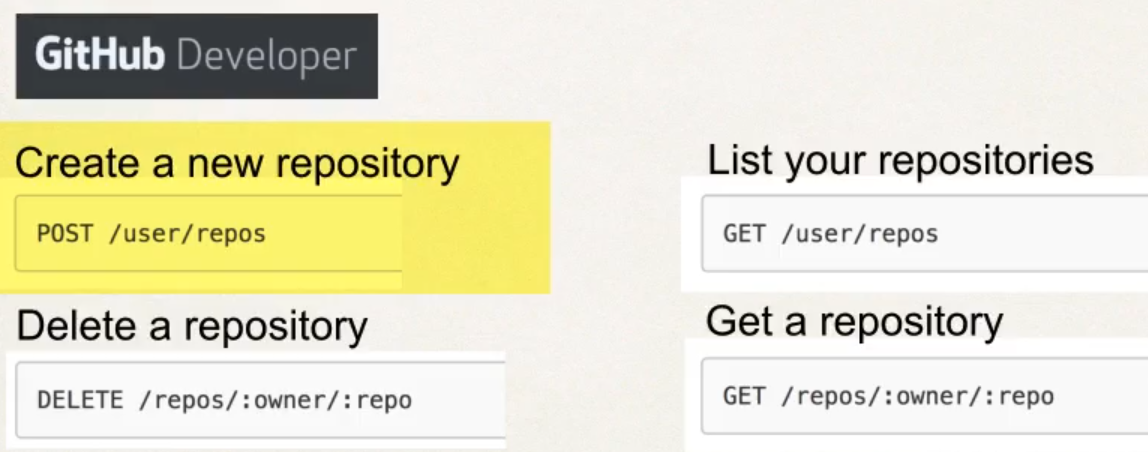 GitHub Developer
Create a new repository
POST /user/repos
List your repositories
GET /user/repos
Delete a repository
DELETE /repos/:owner/:repo
Get a repository
GET /repos/:owner/:repo